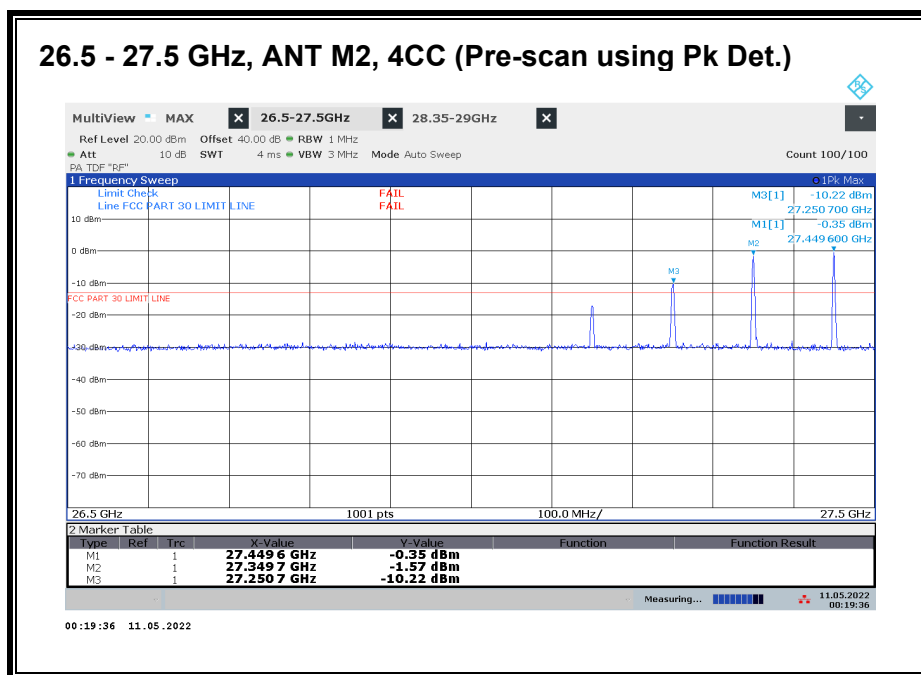 26.5 - 27.5 GHz, ANT M2, 4CC (Pre-scan using Pk Det.)
R S
MultiView MAX 26.5-27.5GHz 28.35-29GHz
Ref Level 20.00 dBm Offset 40.00 dB RBW 1 MHz
Att 10 dB SWT 4 ms VBW 3 MHz Mode Auto Sweep Count 100/100
PA TDF "RF"
1 Frequency Sweep 1Pk Max
Limit Check FAIL M3[1] -10.22 dBm
Line FCC PART 30 LIMIT LINE FAIL 27.250 700 GHz
10 dBm M1[1] -0.35 dBm
27.449 600 GHz
M2
0 dBm
M3
-10 dBm
FCC PART 30 LIMIT LINE
-20 dBm
-30 dBm
-40 dBm
-50 dBm
-60 dBm
-70 dBm
26.5 GHz 1001 pts 100.0 MHz/ 27.5 GHz
2 Marker Table
Type Ref Trc X-Value Y-Value Function Function Result
M1 1 27.449 6 GHz -0.35 dBm
M2 1 27.349 7 GHz -1.57 dBm
M3 1 27.250 7 GHz -10.22 dBm
Measuring... 11.05.2022
00:19:36
00:19:36 11.05.2022